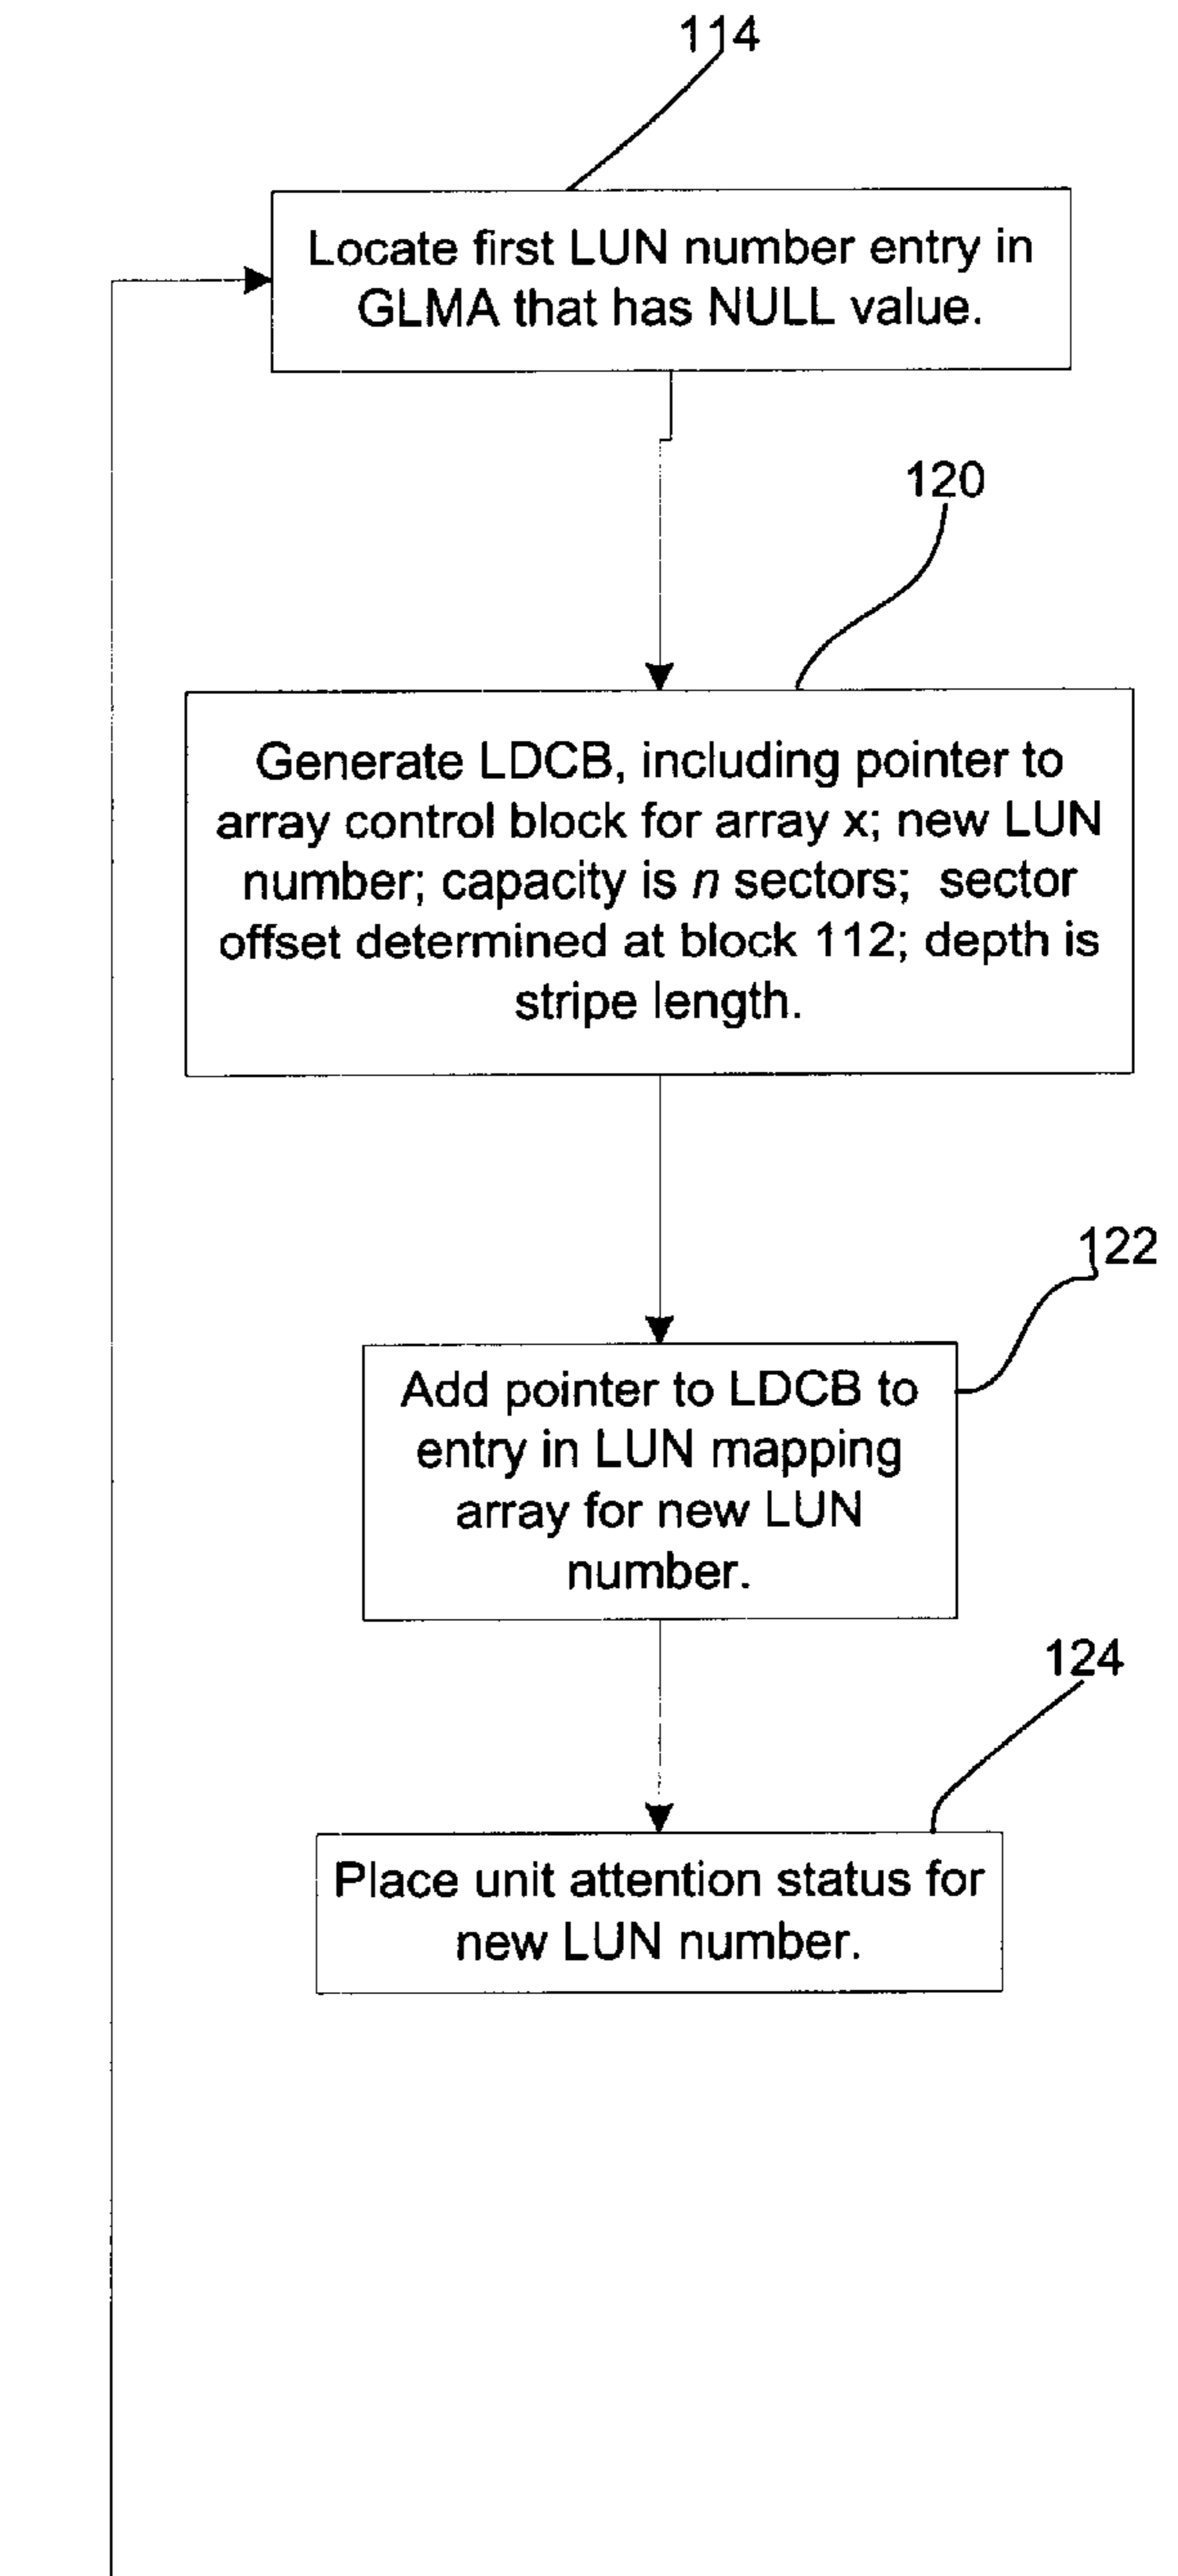 114
Locate first LUN number entry in
GLMA that has NULL value.
120
Generate LDCB, including pointer to
array control block for array x; new LUN
number; capacity is n sectors; sector
offset determined at block 112; depth is
stripe length.
122
Add pointer to LDCB to
entry in LUN mapping
array for new LUN
number.
124
Place unit attention status for
new LUN number.